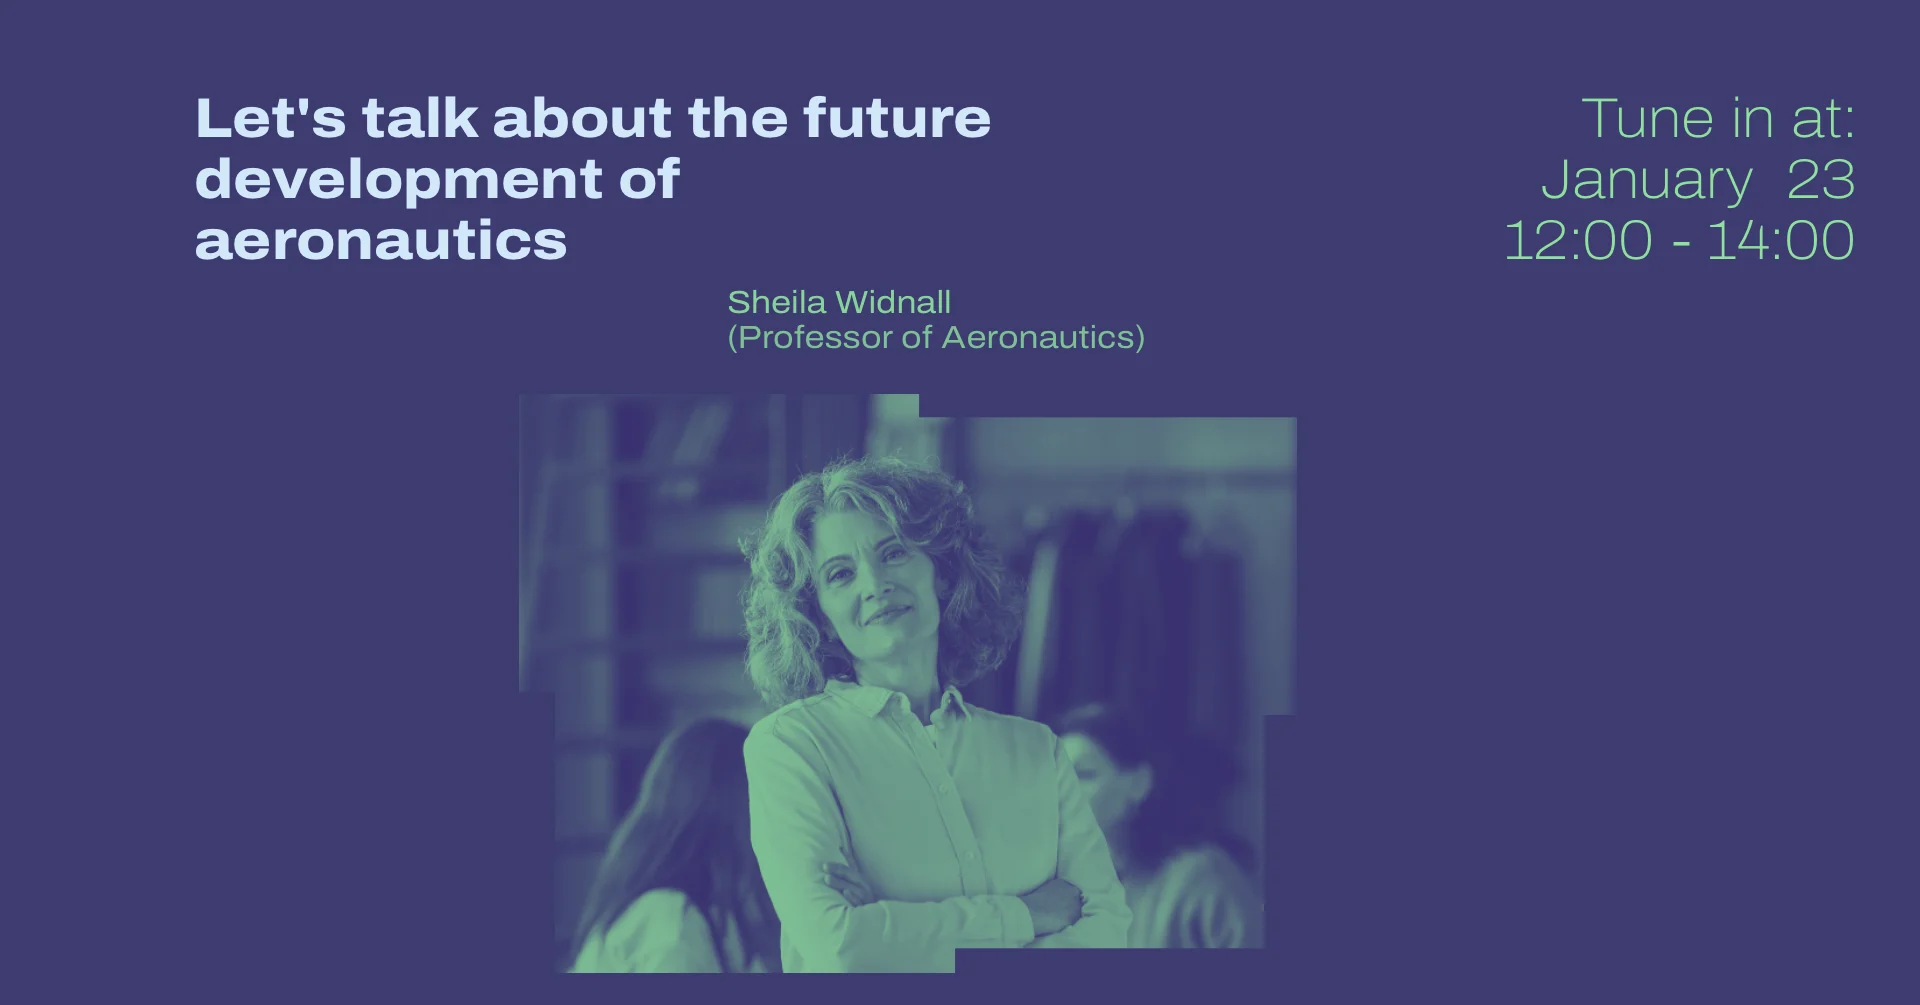 Let's talk about the future
development of
aeronautics
Tune in at:
January 23
12:00 - 14:00
Sheila Widnall
(Professor of Aeronautics)